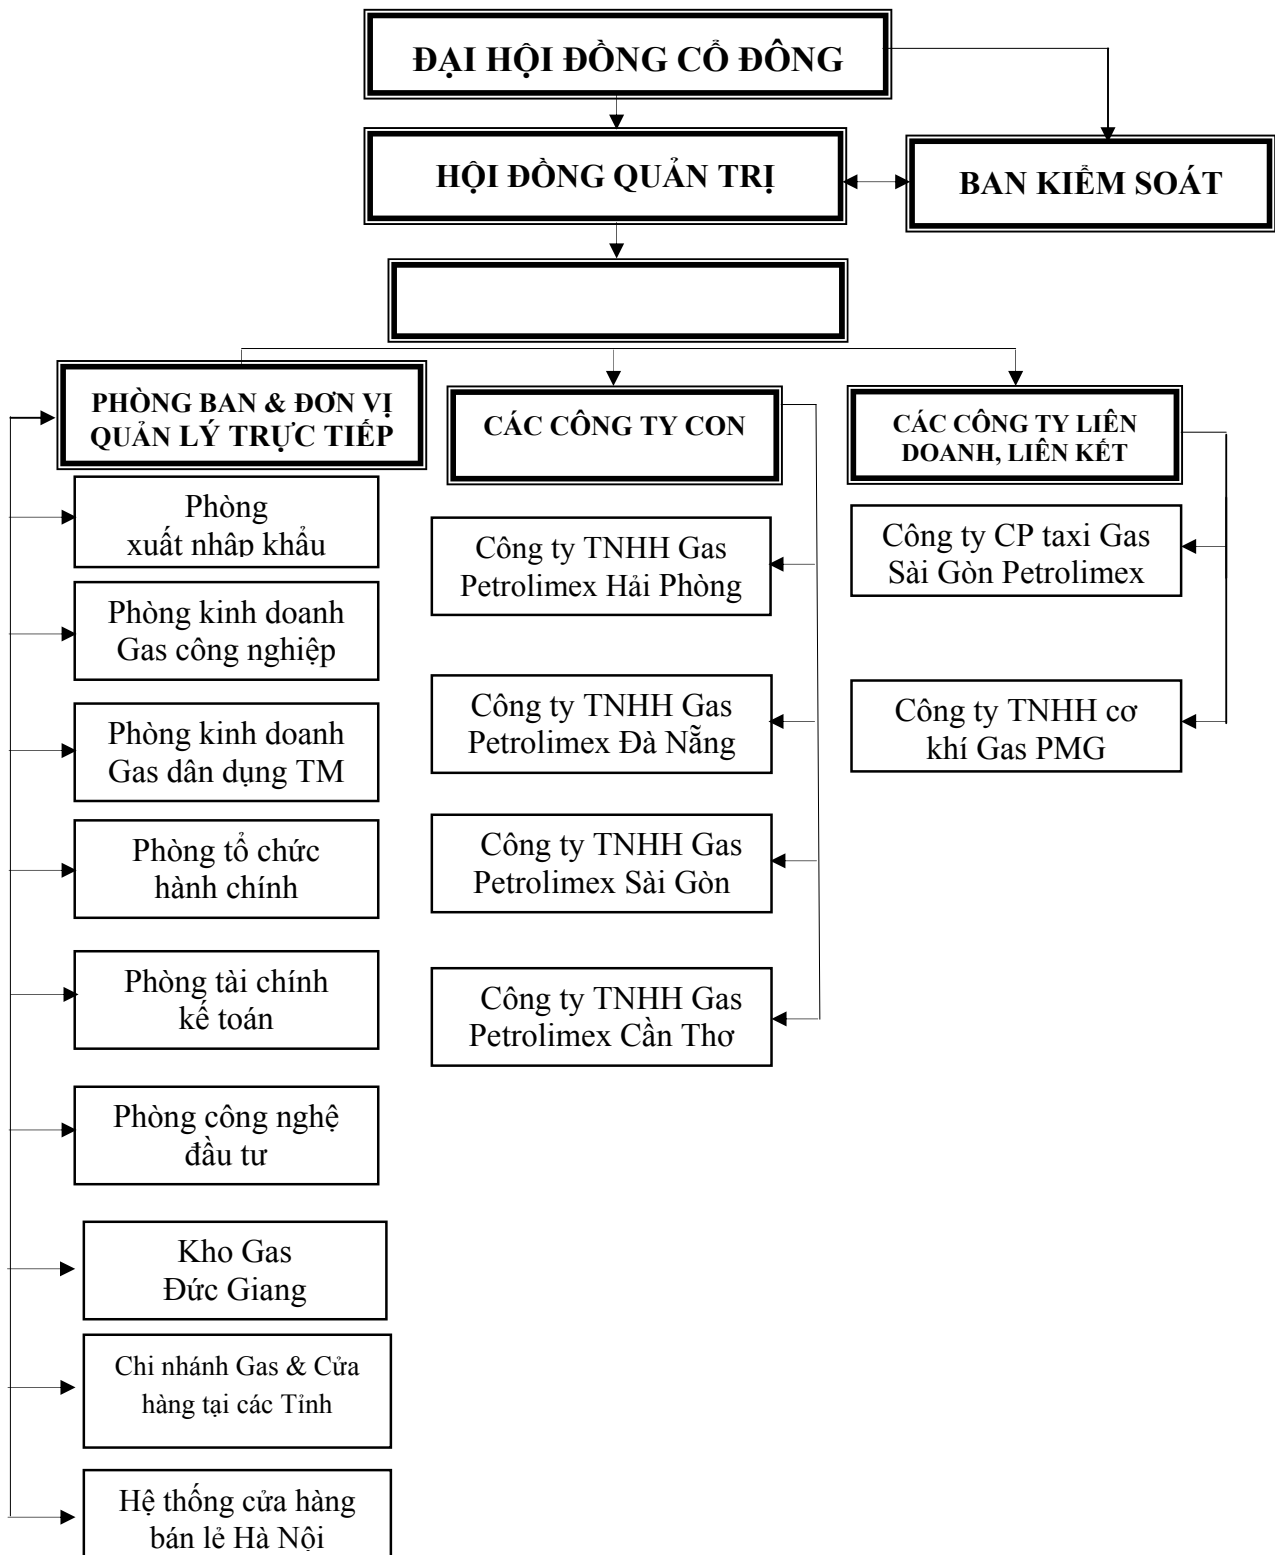 ĐẠI HỘI ĐỒNG CỔ ĐÔNG
HỘI ĐỒNG QUẢN TRỊ
BAN KIỂM SOÁT
PHÒNG BAN & ĐƠN VỊ
QUẢN LÝ TRỰC TIẾP
Phòng
xuất nhập khẩu
Phòng kinh doanh
Gas công nghiệp
Phòng kinh doanh
Gas dân dụng TM
Phòng tổ chức
hành chính
Phòng tài chính
kế toán
Phòng công nghệ
đầu tư
Kho Gas
Đức Giang
Chi nhánh Gas & Cửa
hàng tại các Tỉnh
Hệ thống cửa hàng
bán lẻ Hà Nội
CÁC CÔNG TY CON
Công ty TNHH Gas
Petrolimex Hải Phòng
Công ty TNHH Gas
Petrolimex Đà Nẵng
Công ty TNHH Gas
Petrolimex Sài Gòn
Công ty TNHH Gas
Petrolimex Cần Thơ
CÁC CÔNG TY LIÊN
DOANH, LIÊN KẾT
Công ty CP taxi Gas
Sài Gòn Petrolimex
Công ty TNHH cơ
khí Gas PMG